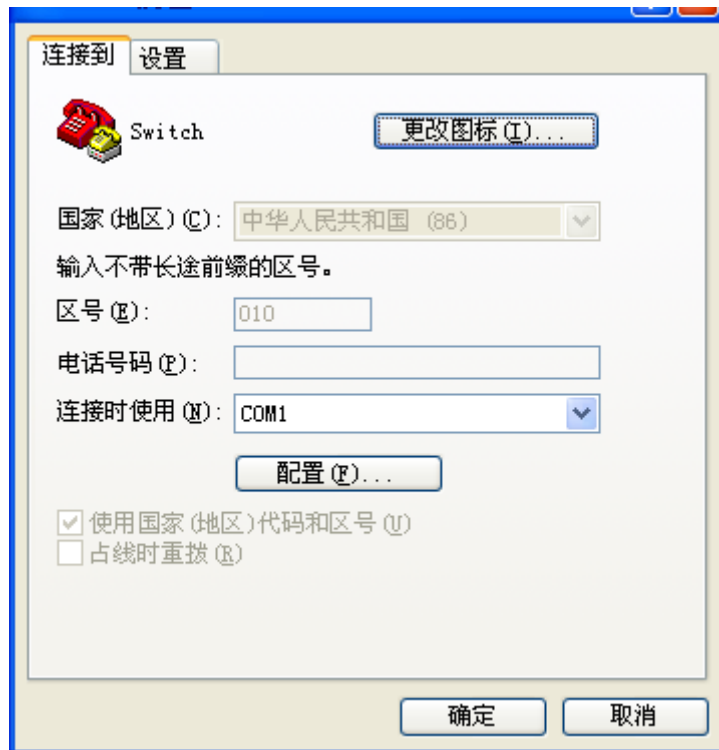 连接到 设置
Switch 更改图标(I)...
国家(地区)(C): 中华人民共和国 (86)
输入不带长途前缀的区号。
区号(E): 010
电话号码(P):
连接时使用(N): COM1
配置(F)...
使用国家(地区)代码和区号(U)
占线时重拨(R)
确定 取消